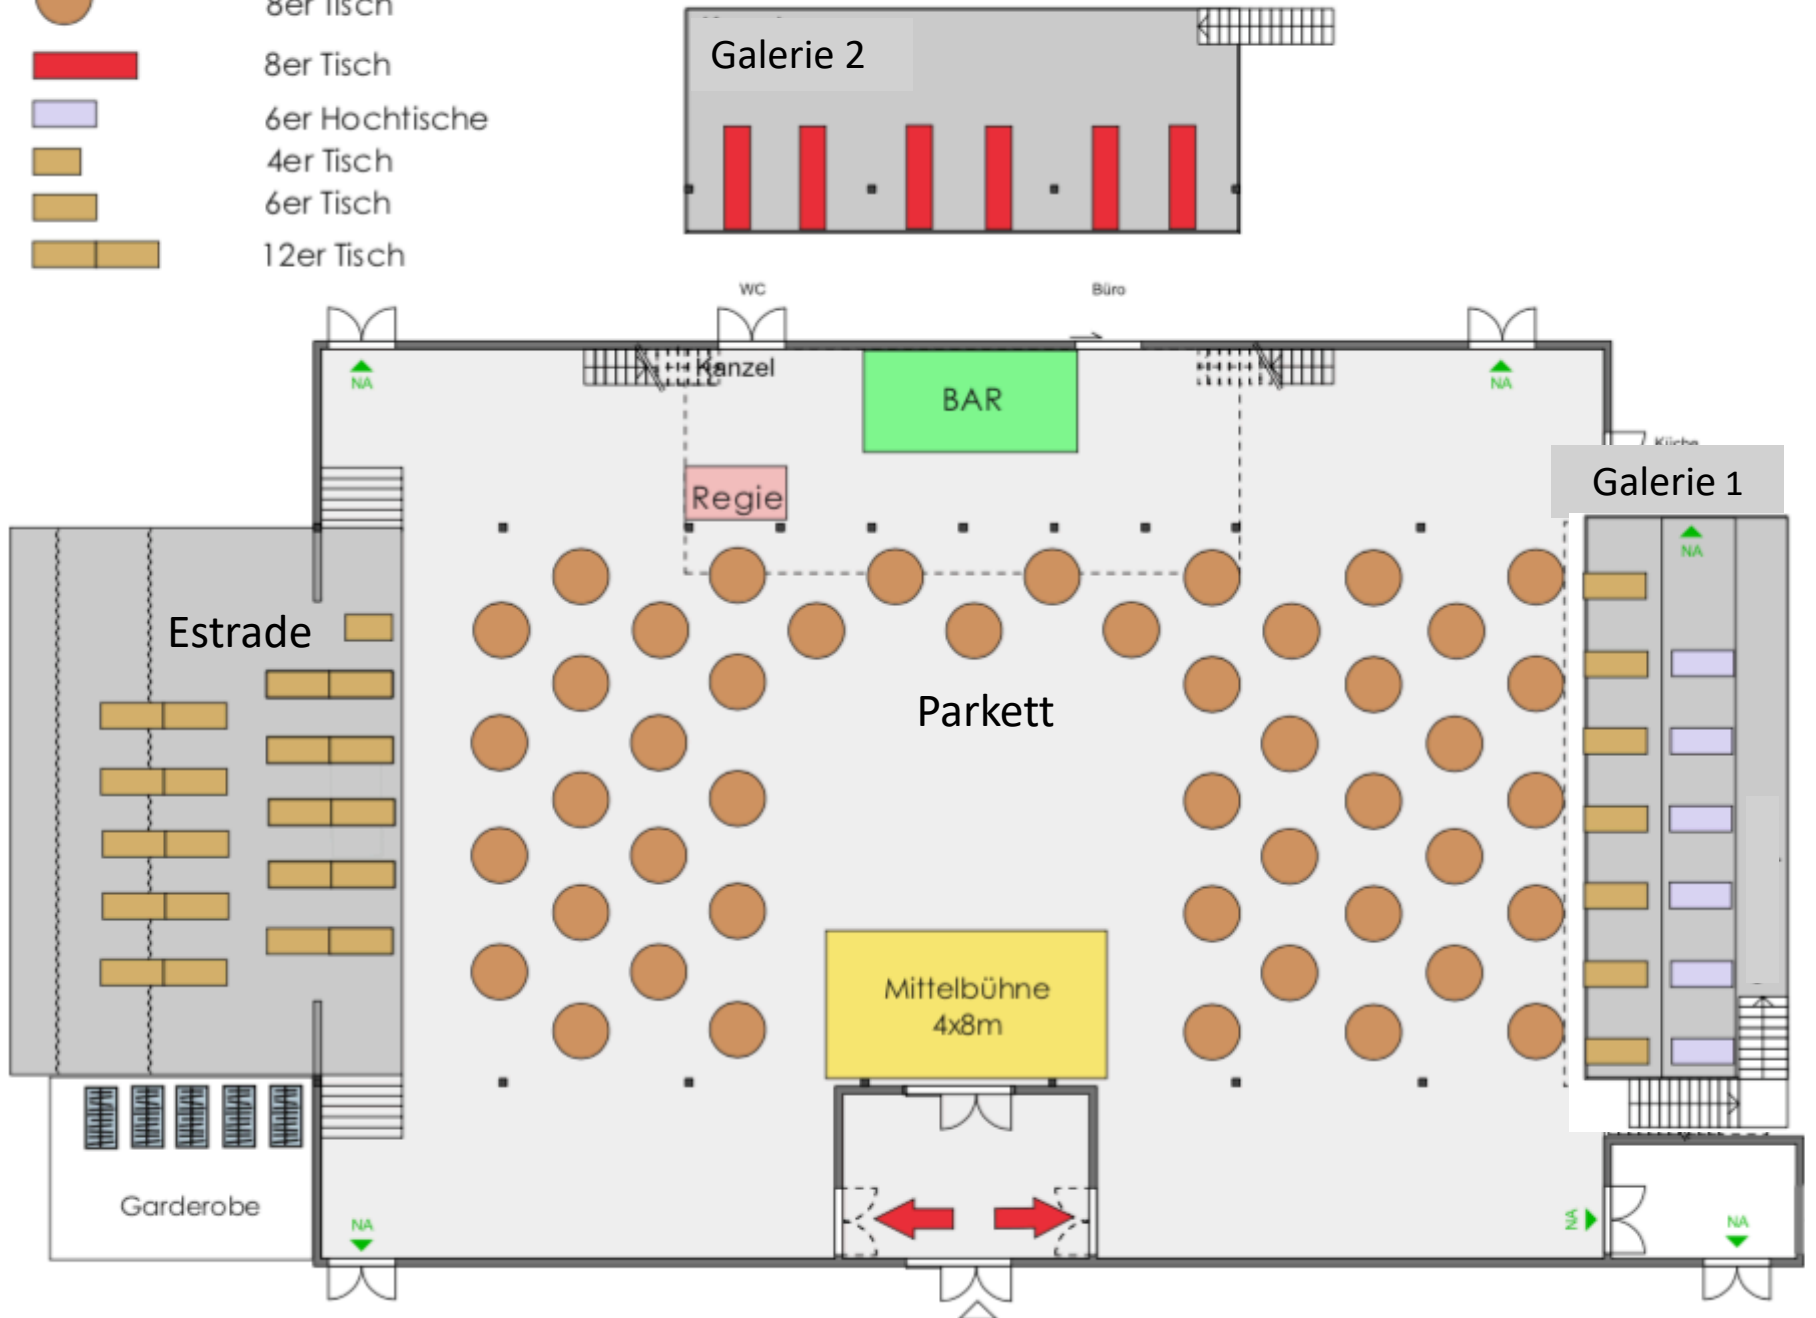 8er Tisch
8er Tisch
6er Hochtische
4er Tisch
6er Tisch
12er Tisch
Galerie 2
WC
Büro
NA
Kanzel
BAR
NA
Küche
Regie
Galerie 1
NA
Estrade
Parkett
Mittelbühne
4x8m
Garderobe
NA
NA
NA